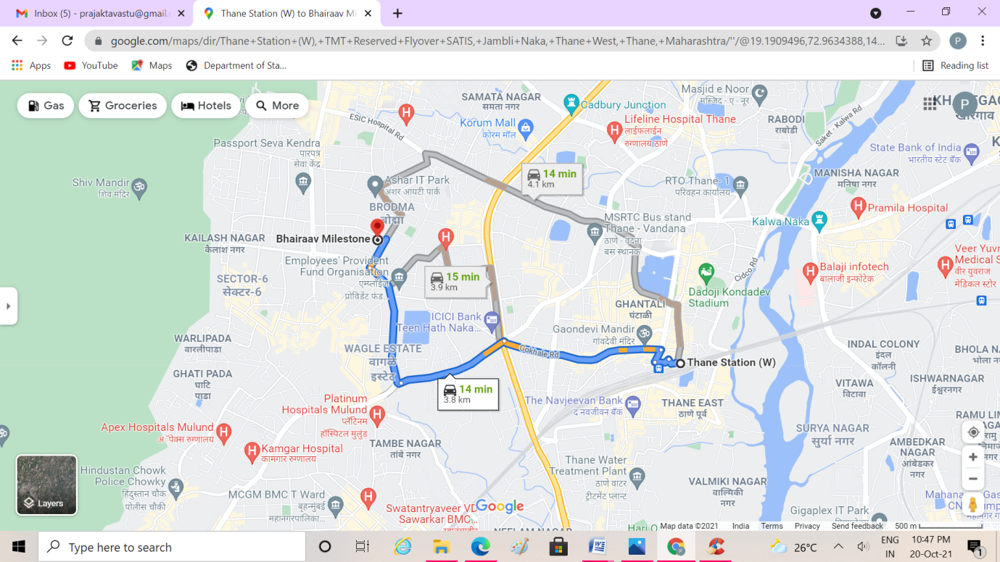 Inbox (5) - prajaktavastu@gmail.c
Thane Station (W) to Bhairaav Mi
google.com/maps/dir/Thane+Station+(W),+TMT+Reserved+Flyover+SATIS,+Jambli+Naka,+Thane+West,+Thane,+Maharashtra/''/@19.1909496,72.9634388,14...
P
Apps
YouTube
Maps
Department of Sta...
Reading list
Gas
Groceries
Hotels
More
ESIC Hospital Rd
SAMATA NAGAR
समता नगर
Korum Mall
कोरम मॉल
Cadbury Junction
Lifeline Hospital Thane
लाईफलाईन
रुग्णालय ठाणे
Masjid e Noor
मस्जिद - ए - नूर
RABODI
राबोडी
Saket - Kalwa Rd
P
खारिगाव
State Bank of India
भारतीय स्टेट बँक
Passport Seva Kendra
पारपत्र
सेवा केंद्र
Shiv Mandir
शिव मंदिर
Ashar IT Park
अशर आयटी पार्क
BRODMA
बोद्मा
14 min
4.1 km
RTO Thane- 1
परिवहन कार्यालय
MANISHA NAGAR
मनिषा नगर
Pramila Hospital
Kalwa Naka
MSRTC Bus stand
Thane - Vandana
ठाणे - वंदना
बस स्थानक
KAILASH NAGAR
कैलाश नगर
Bhairaav Milestone
Employees' Provident
Fund Organisation
एम्प्लॉईज
प्रोविडेंट फंड...
SECTOR-6
सेक्टर-6
15 min
3.9 km
Cidco Rd
Balaji infotech
बालाजी इन्फोटेक
Veer Yuvr
Medical S
वीर युवराज
मेडिकल स्टोर
Dadoji Kondadev
Stadium
GHANTALI
घंटाळी
ICICI Bank
Teen Hath Naka...
Gaondevi Mandir
गांवदेवी मंदिर
WARLIPADA
वारलीपाडा
WAGLE ESTATE
वागळे
इस्टेट
Gokhale Rd
Thane Station (W)
INDAL COLONY
इंदल
कॉलनी
BHOLA N
भोला न
GHATI PADA
घाटि
पाडा
14 min
3.8 km
VITAWA
विटावा
ISHWARNAGAR
ईश्वरनगर
Platinum
Hospitals Mulund
प्लॅटिनम
हॉस्पिटल मुलुंड
The Navjeevan Bank
द नवजीवन बँक
THANE EAST
ठाणे पूर्व
RAMU LIM
NAGAR
Apex Hospitals Mulund
Kamgar Hospital
कामगार रुग्णालय
TAMBE NAGAR
तांबे नगर
SURYA NAGAR
सुर्या नगर
AMBEDKAR
NAGAR
आंबेडकर
नगर
Hindustan Chowk
Police Chowky
हिंदुस्तान चौक
पोलीस चौकी
Thane Water
Treatment Plant
ठाणे वाटर
ट्रीटमेंट प्लान्ट
VALMIKI NAGAR
वाल्मिकी
नगर
MCGM BMC T Ward
बृहन्मुंबई
महानगरपालिका...
Swatantryaveer VD
Sawarkar BMC...
Google
Gigaplex IT Park
Layers
Map data ©2021 India Terms Privacy Send feedback 500 m
Type here to search
26°C
ENG
IN
10:47 PM
20-Oct-21
1